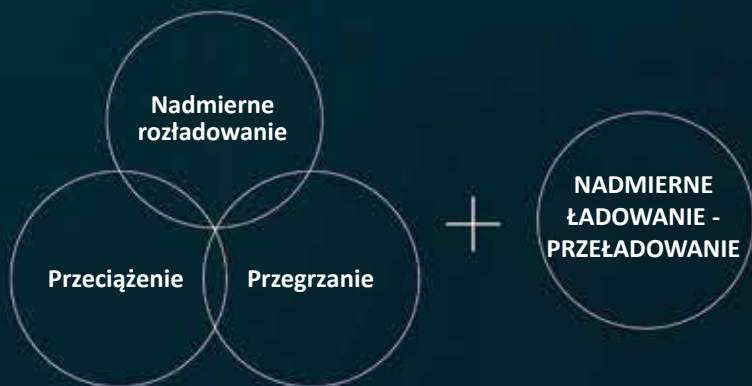 Nadmierne
rozładowanie
Przeciążenie
Przegrzanie
+
NADMIERNE
ŁADOWANIE -
PRZEŁADOWANIE